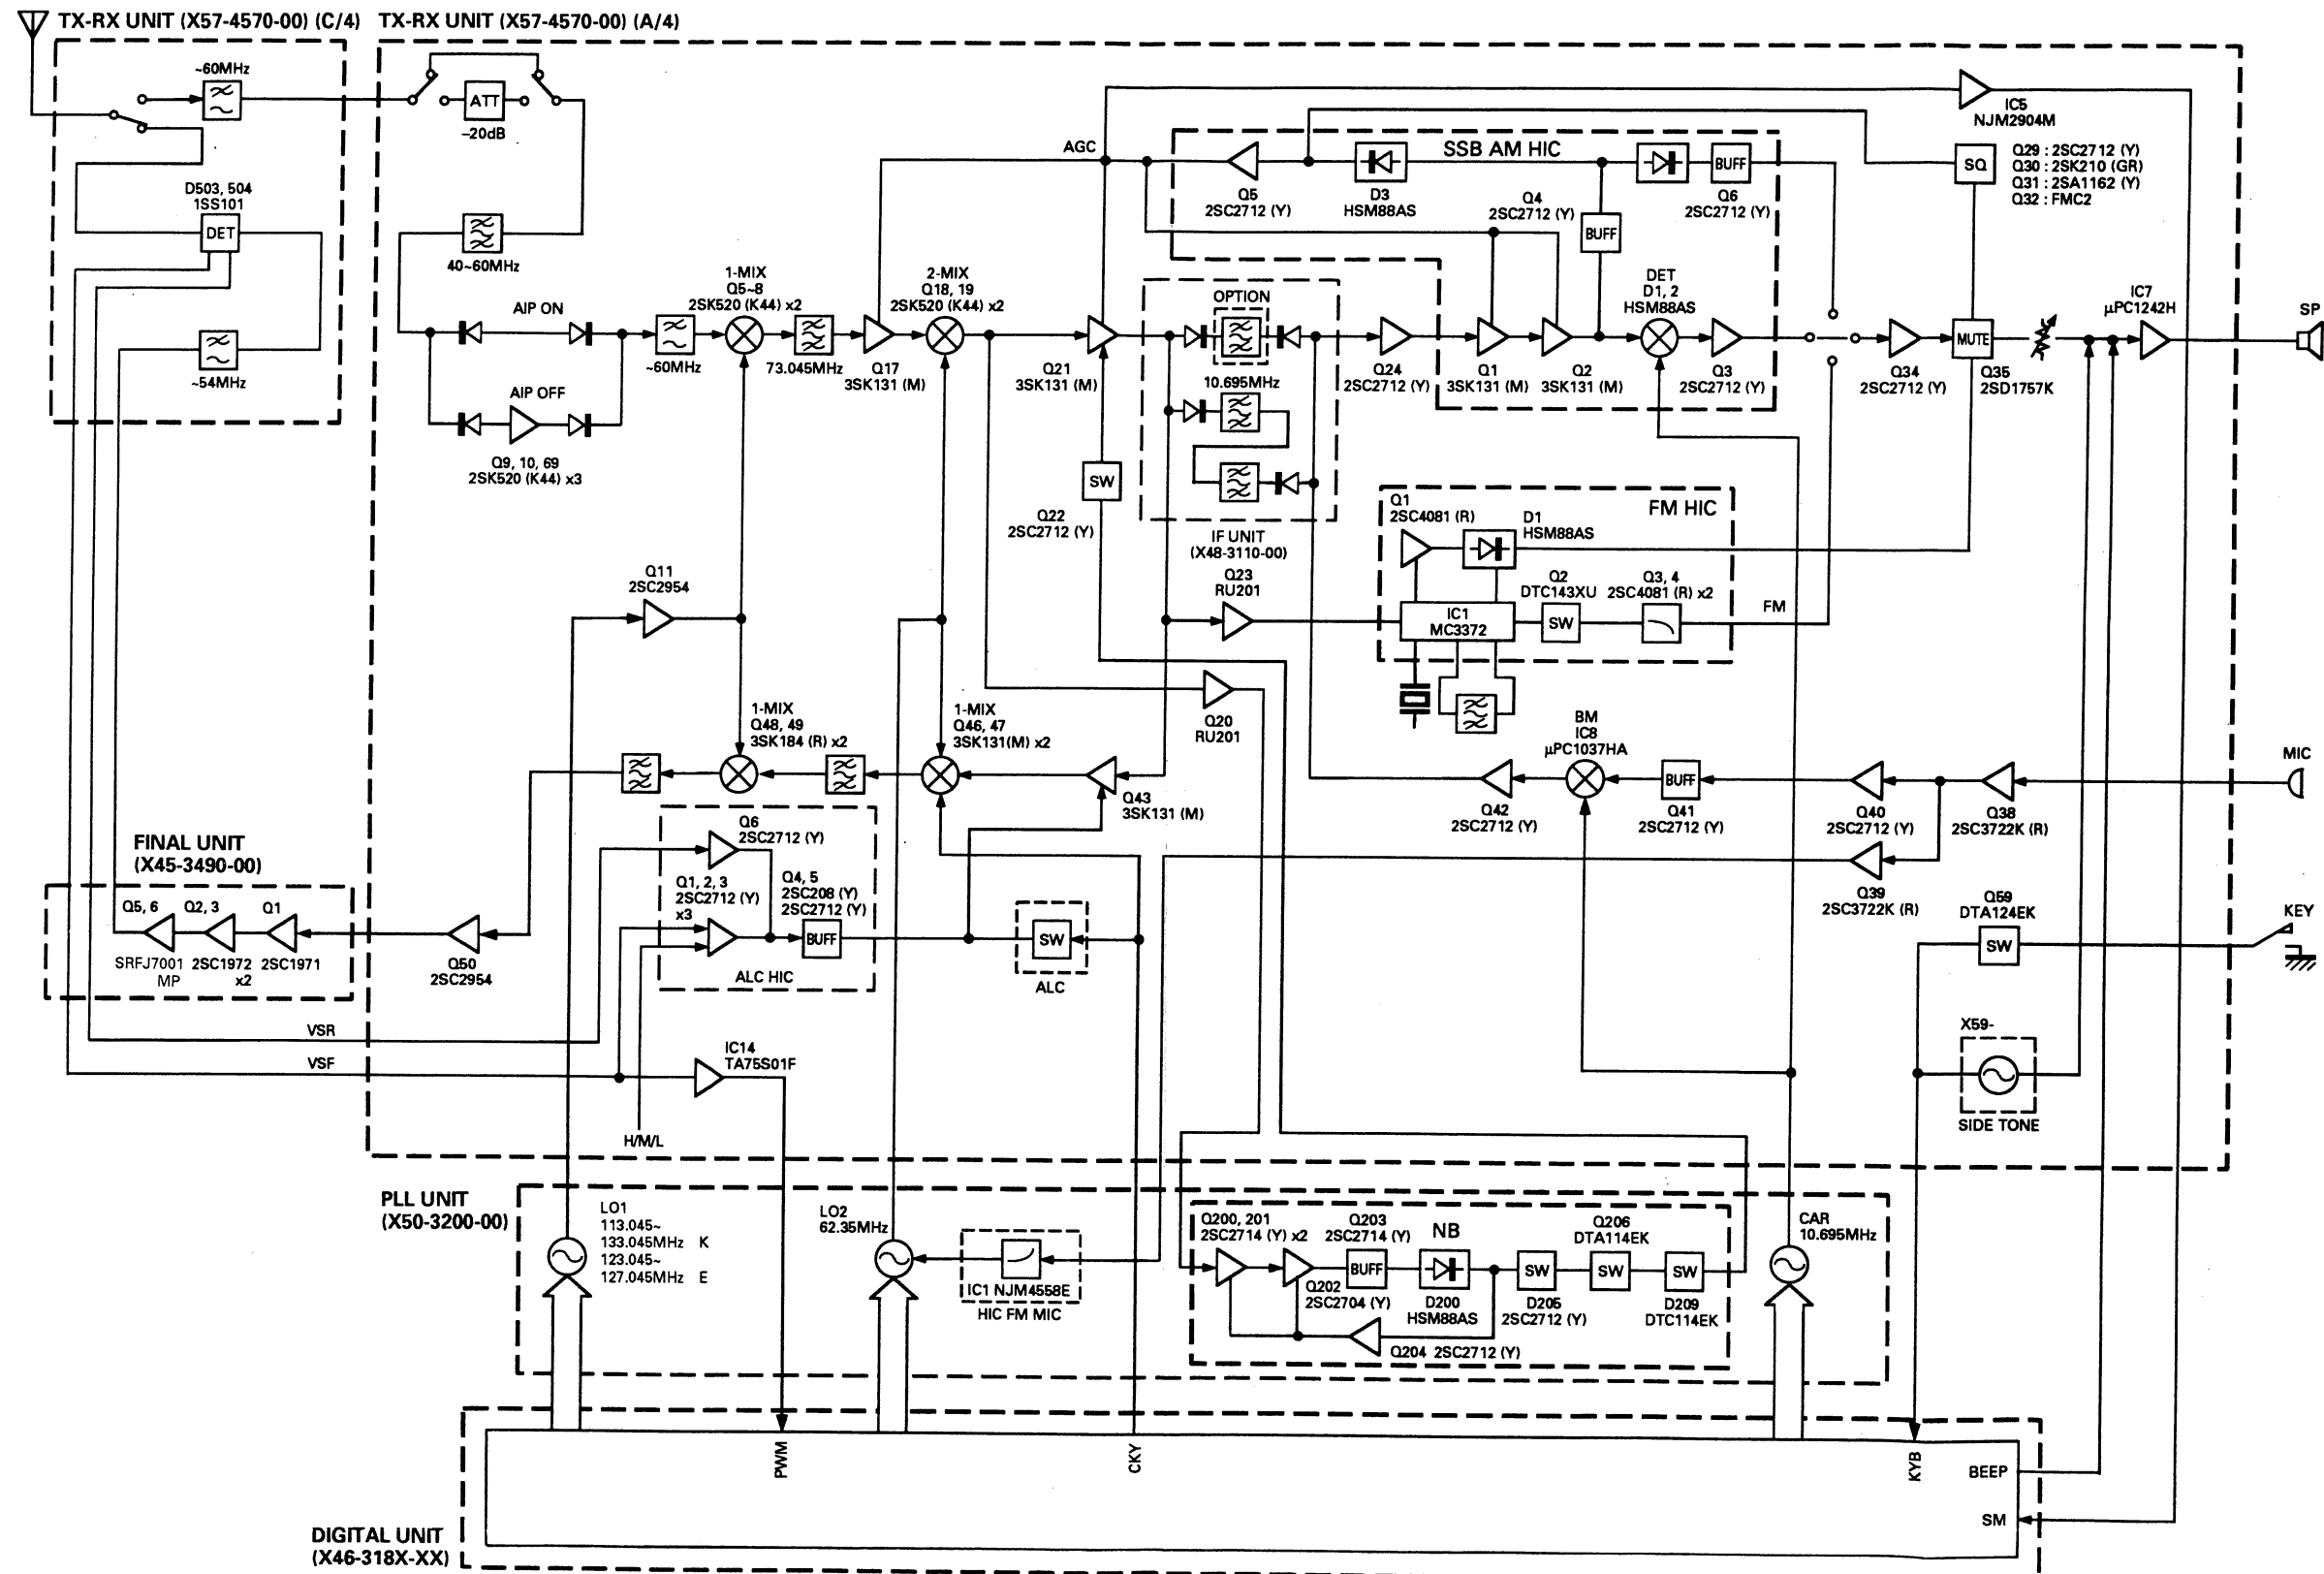 TX-RX UNIT (X57-4570-00) (C/4)
TX-RX UNIT (X57-4570-00) (A/4)
~60MHz
ATT
–20dB
D503, 504
1SS101
DET
~54MHz
40~60MHz
AIP ON
AIP OFF
Q9, 10, 69
2SK520 (K44) x3
~60MHz
1-MIX
Q5~8
2SK520 (K44) x2
73.045MHz
Q17
3SK131 (M)
2-MIX
Q18, 19
2SK520 (K44) x2
AGC
Q21
3SK131 (M)
SW
Q22
2SC2712 (Y)
OPTION
10.695MHz
IF UNIT
(X48-3110-00)
Q24
2SC2712 (Y)
SSB AM HIC
Q5
2SC2712 (Y)
D3
HSM88AS
Q4
2SC2712 (Y)
BUFF
BUFF
Q6
2SC2712 (Y)
Q1
3SK131 (M)
Q2
3SK131 (M)
DET
D1, 2
HSM88AS
Q3
2SC2712 (Y)
IC5
NJM2904M
SQ
Q29 : 2SC2712 (Y)
Q30 : 2SK210 (GR)
Q31 : 2SA1162 (Y)
Q32 : FMC2
Q34
2SC2712 (Y)
MUTE
Q35
2SD1757K
IC7
μPC1242H
SP
FM HIC
Q1
2SC4081 (R)
D1
HSM88AS
IC1
MC3372
Q2
DTC143XU
SW
Q3, 4
2SC4081 (R) x2
FM
Q23
RU201
Q20
RU201
Q11
2SC2954
1-MIX
Q48, 49
3SK184 (R) x2
1-MIX
Q46, 47
3SK131(M) x2
Q43
3SK131 (M)
Q42
2SC2712 (Y)
BM
IC8
μPC1037HA
BUFF
Q41
2SC2712 (Y)
Q40
2SC2712 (Y)
Q38
2SC3722K (R)
MIC
Q39
2SC3722K (R)
FINAL UNIT
(X45-3490-00)
Q5, 6
Q2, 3
Q1
SRFJ7001
MP
2SC1972
x2
2SC1971
Q50
2SC2954
Q6
2SC2712 (Y)
Q1, 2, 3
2SC2712 (Y)
x3
Q4, 5
2SC208 (Y)
2SC2712 (Y)
BUFF
ALC HIC
SW
ALC
VSR
VSF
IC14
TA75S01F
H/M/L
Q59
DTA124EK
SW
KEY
X59-
SIDE TONE
PLL UNIT
(X50-3200-00)
LO1
113.045~
133.045MHz K
123.045~
127.045MHz E
LO2
62.35MHz
IC1 NJM4558E
HIC FM MIC
Q200, 201
2SC2714 (Y) x2
Q202
2SC2704 (Y)
Q203
2SC2714 (Y)
BUFF
NB
D200
HSM88AS
SW
D205
2SC2712 (Y)
Q206
DTA114EK
SW
SW
D209
DTC114EK
Q204 2SC2712 (Y)
CAR
10.695MHz
DIGITAL UNIT
(X46-318X-XX)
PWM
CKY
KYB
BEEP
SM